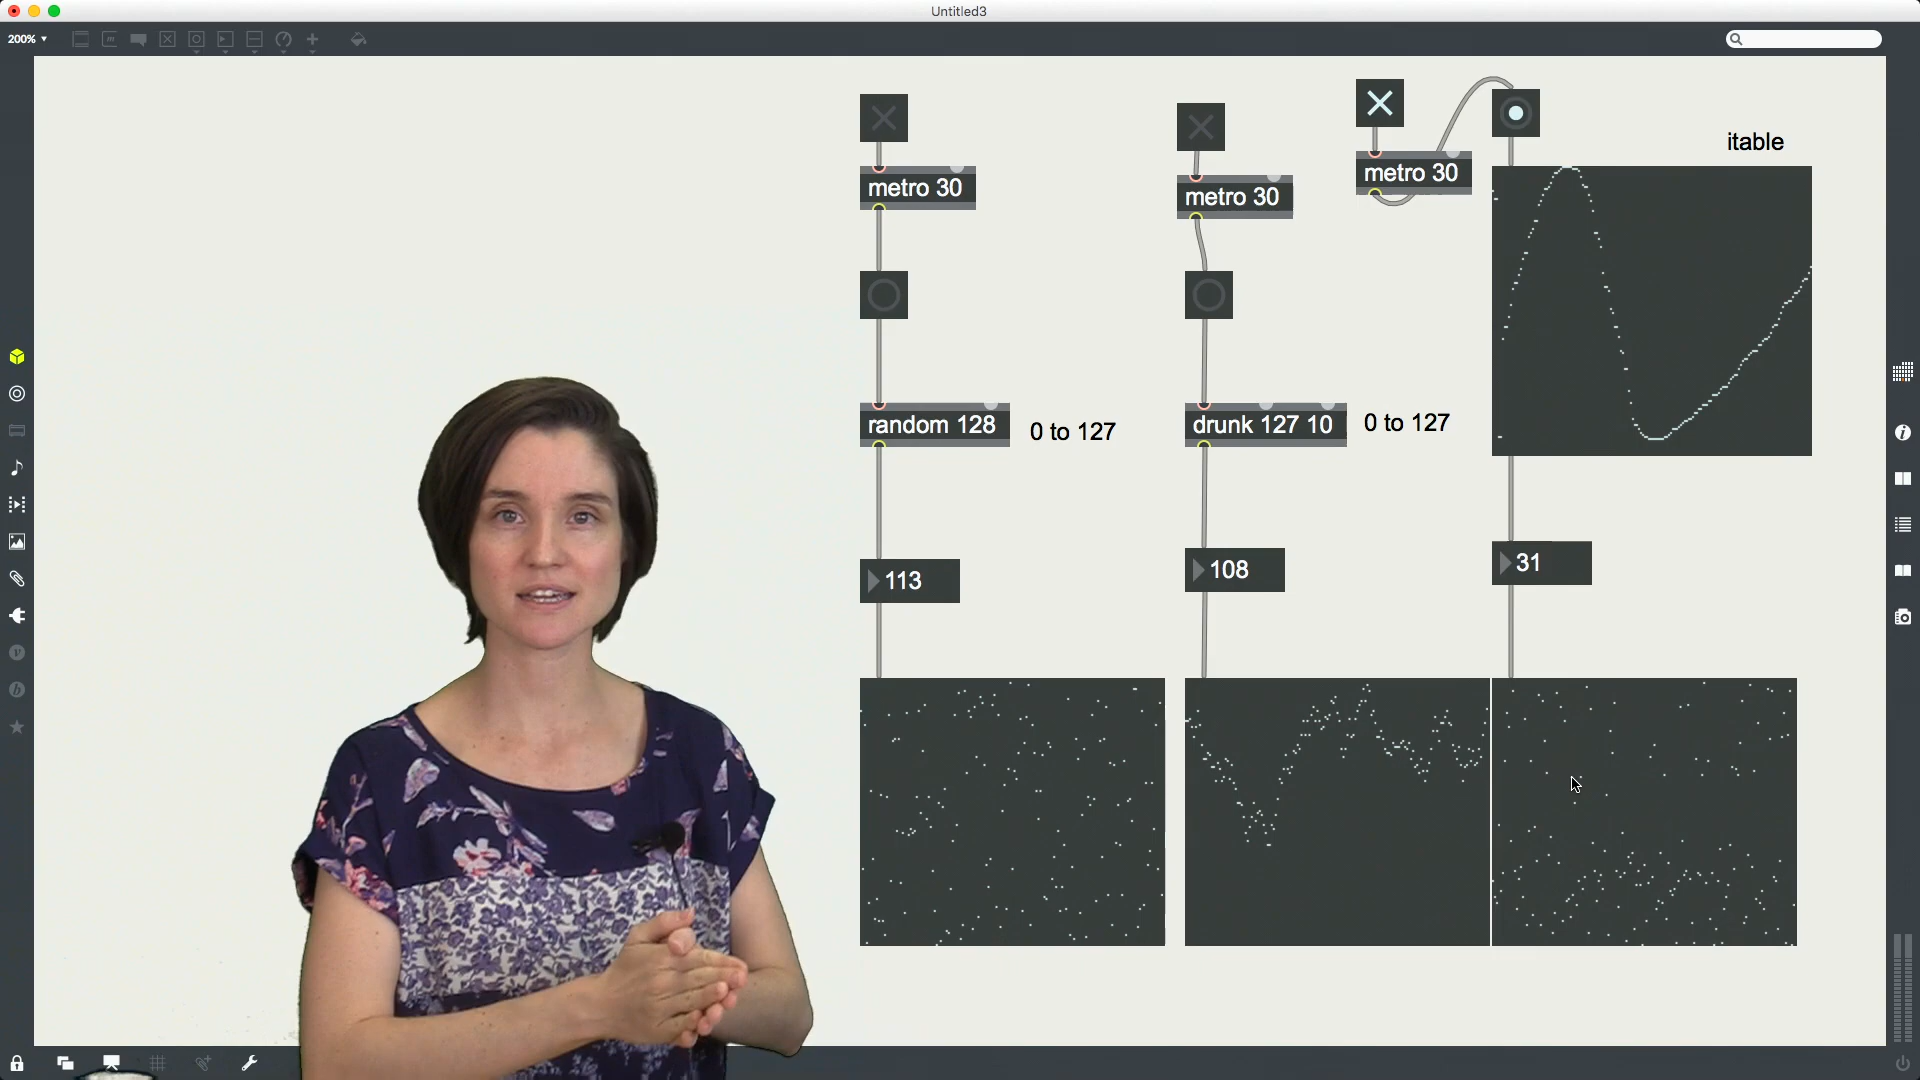 Untitled3
200%
itable
metro 30
metro 30
metro 30
random 128
0 to 127
drunk 127 10
0 to 127
113
108
31